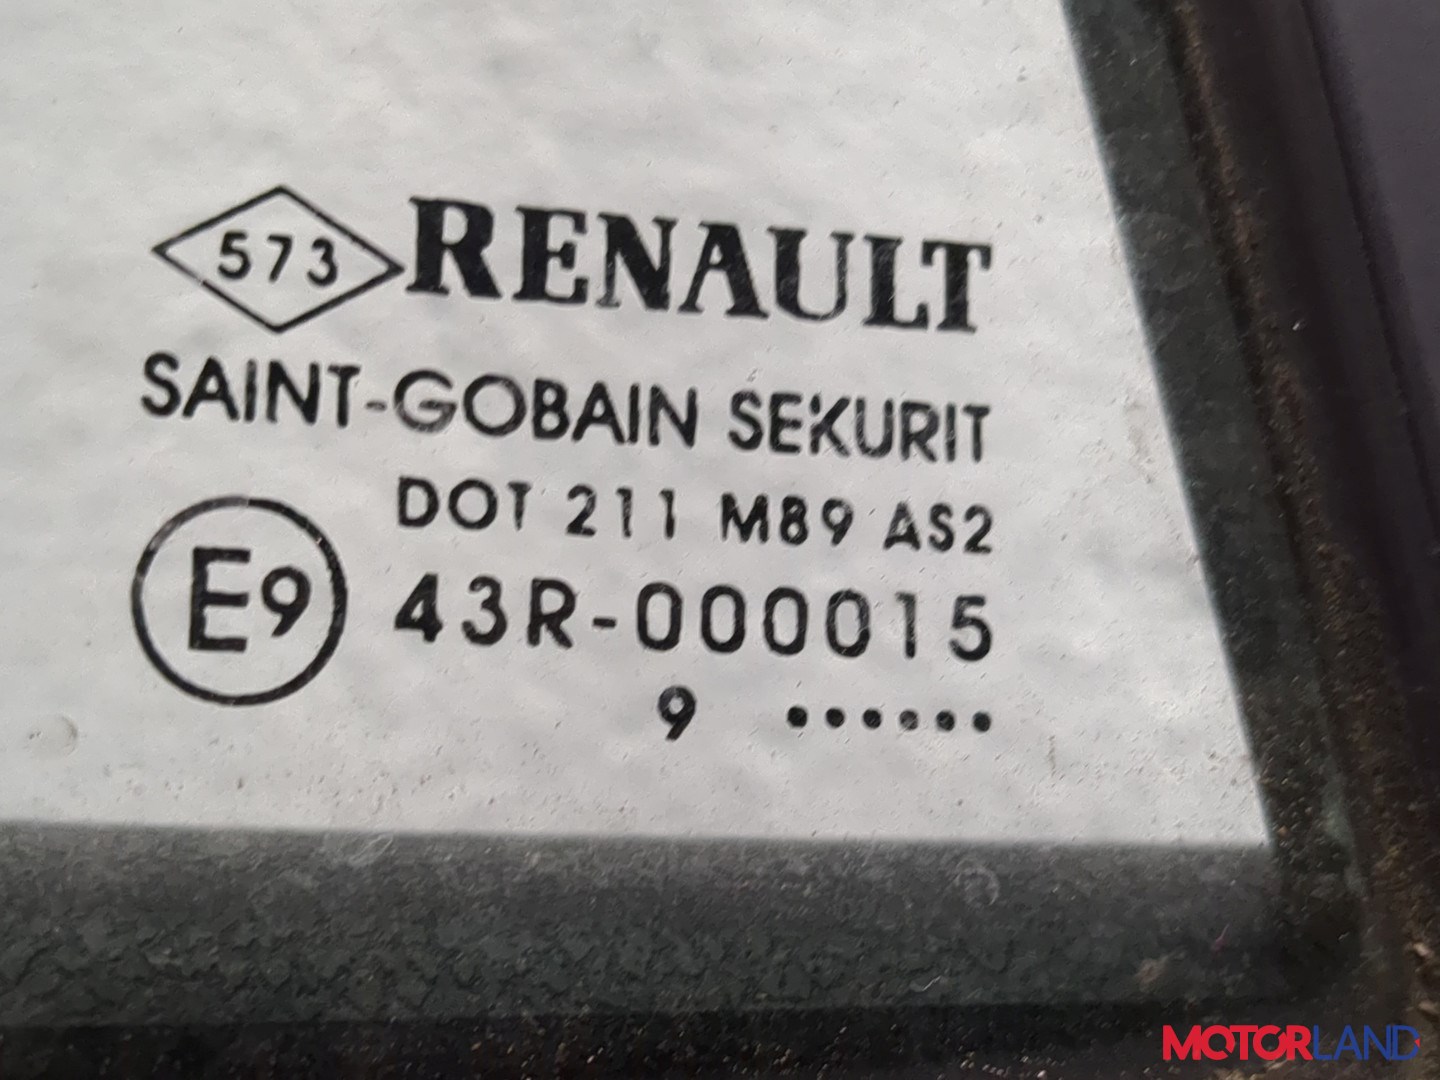 573 RENAULT
SAINT-GOBAIN SEKURIT
DOT 211 M89 AS2
E9 43R-000015
9 ••••••
MOTORLAND